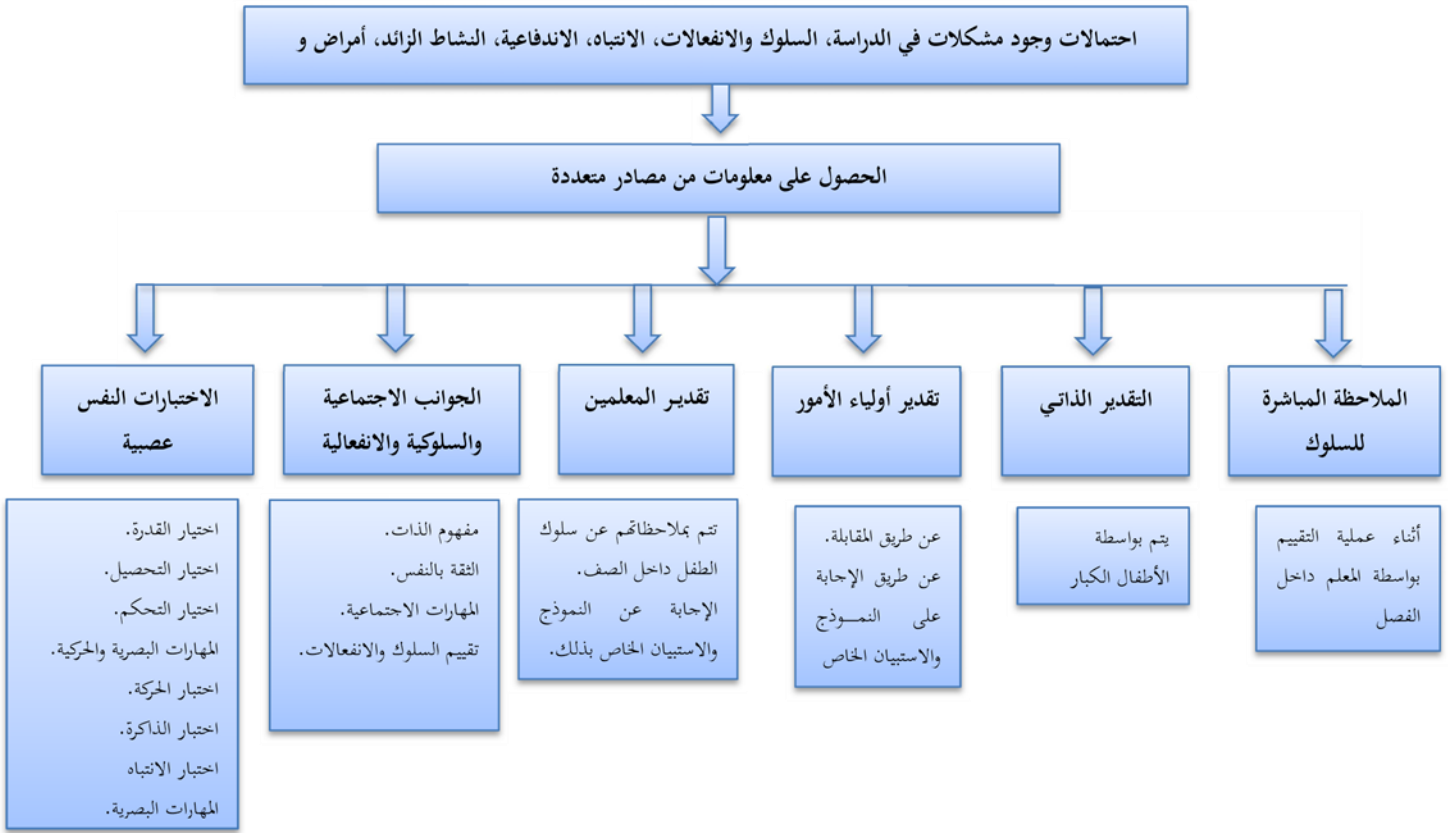 احتمالات وجود مشكلات في الدراسة، السلوك والانفعالات، الانتباه، الاندفاعية، النشاط الزائد، أمراض و
الحصول على معلومات من مصادر متعددة
الملاحظة المباشرة
للسلوك
التقدير الذاتي
تقدير أولياء الأمور
تقدير المعلمين
الجوانب الاجتماعية
والسلوكية والانفعالية
الاختبارات النفس
عصبية
أثناء عملية التقييم
بواسطة المعلم داخل
الفصل
يتم بواسطة
الأطفال الكبار
عن طريق المقابلة.
عن طريق الإجابة
على النمــوذج
والاستبيان الخاص
تتم بملاحظاتهم عن سلوك
الطفل داخل الصف.
الإجابة عن النموذج
والاستبيان الخاص بذلك.
مفهوم الذات.
الثقة بالنفس.
المهارات الاجتماعية.
تقييم السلوك والانفعالات.
اختيار القدرة.
اختيار التحصيل.
اختيار التحكم.
المهارات البصرية والحركية.
اختبار الحركة.
اختبار الذاكرة.
اختبار الانتباه
المهارات البصرية.